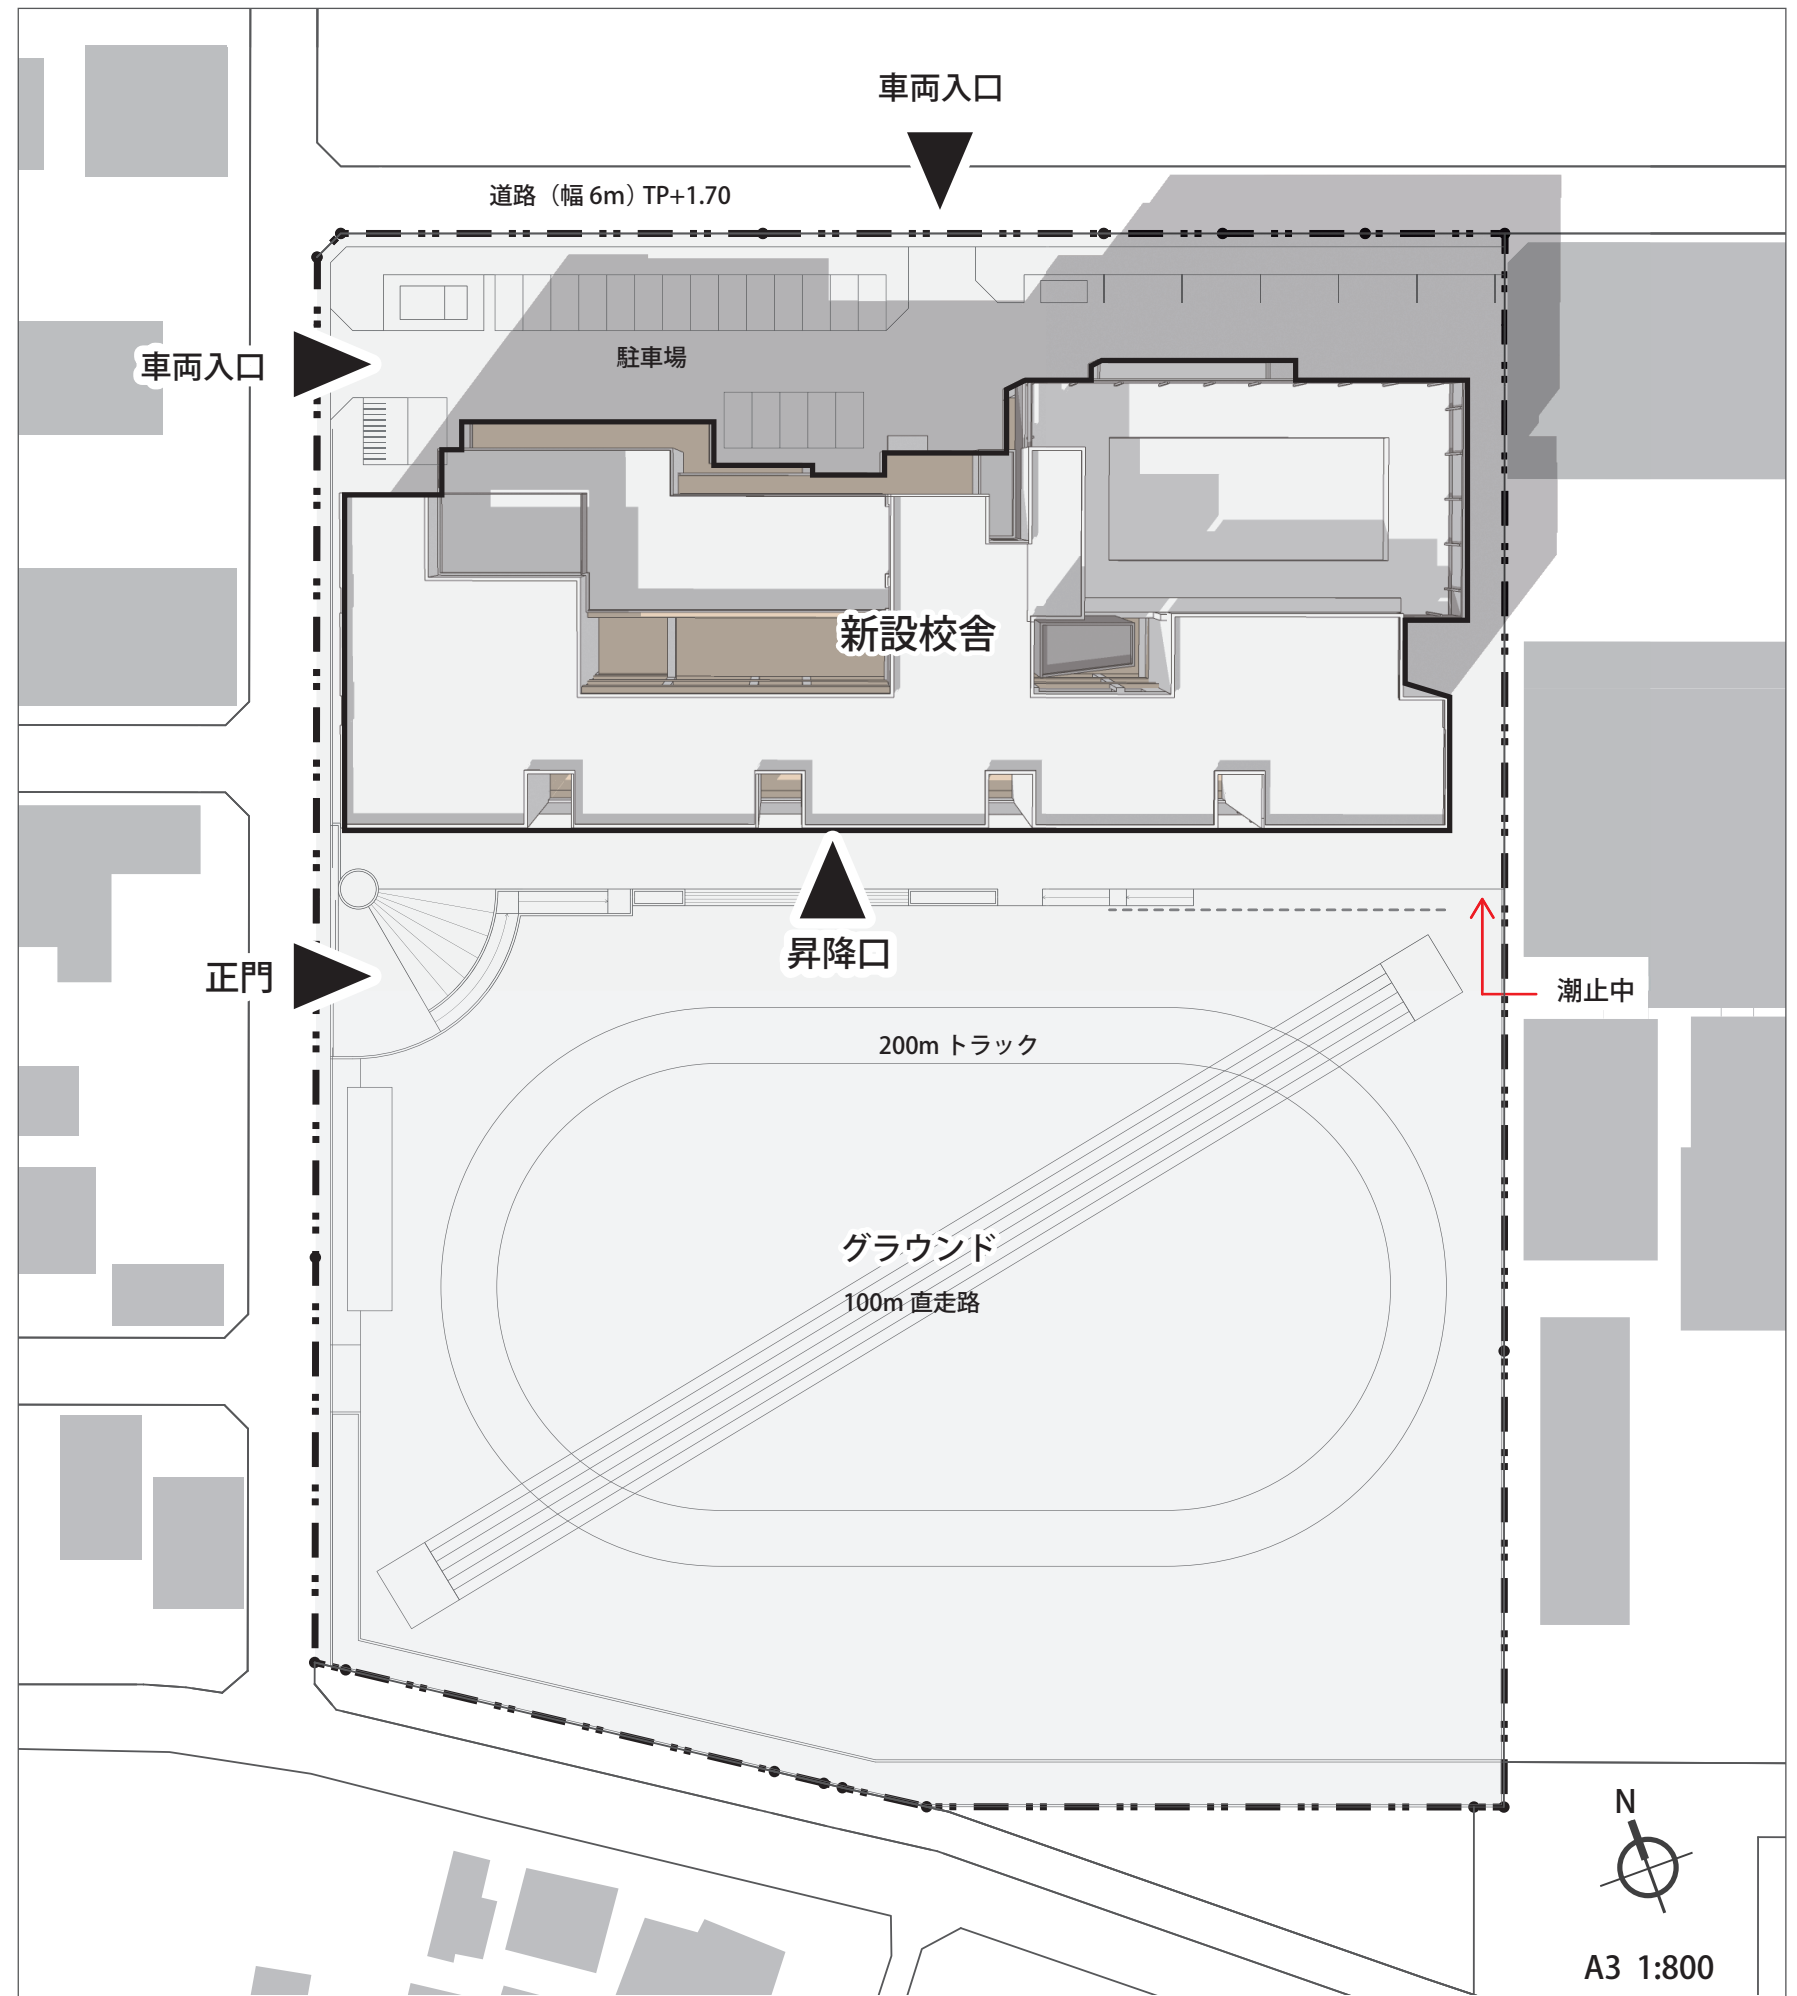 車両入口
道路（幅 6m）TP+1.70
駐車場
車両入口
新設校舎
昇降口
正門
潮止中
200m トラック
グラウンド
100m 直走路
N
A3 1:800